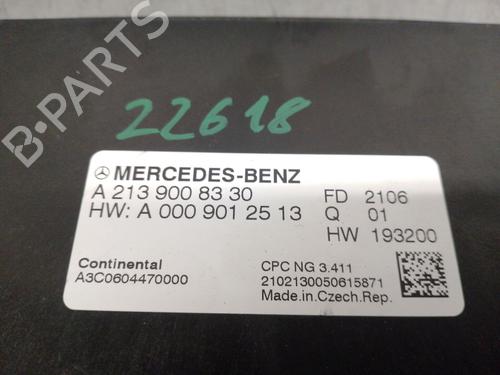 B-PARTS
22618
MERCEDES-BENZ
A 213 900 83 30
HW: A 000 901 25 13
FD 2106
Q 01
HW 193200
Continental
A3C0604470000
CPC NG 3.411
2102130050615871
Made.in.Czech.Rep.